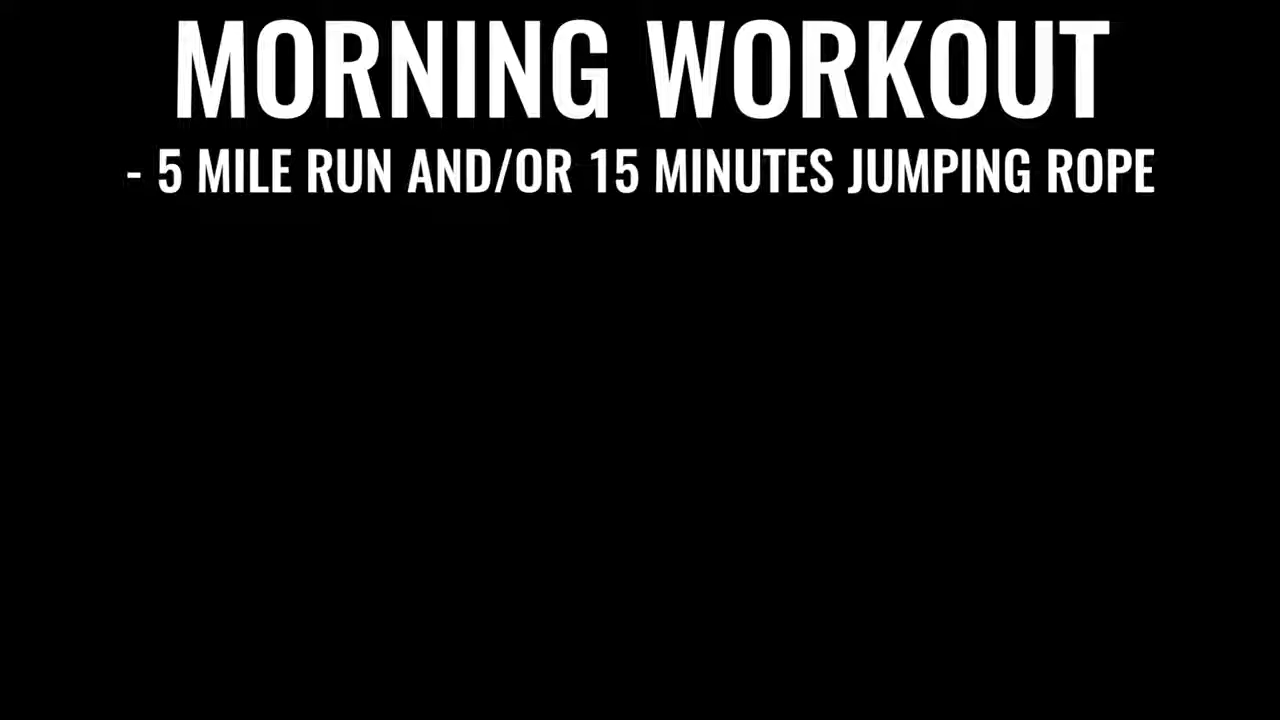 MORNING WORKOUT
- 5 MILE RUN AND/OR 15 MINUTES JUMPING ROPE